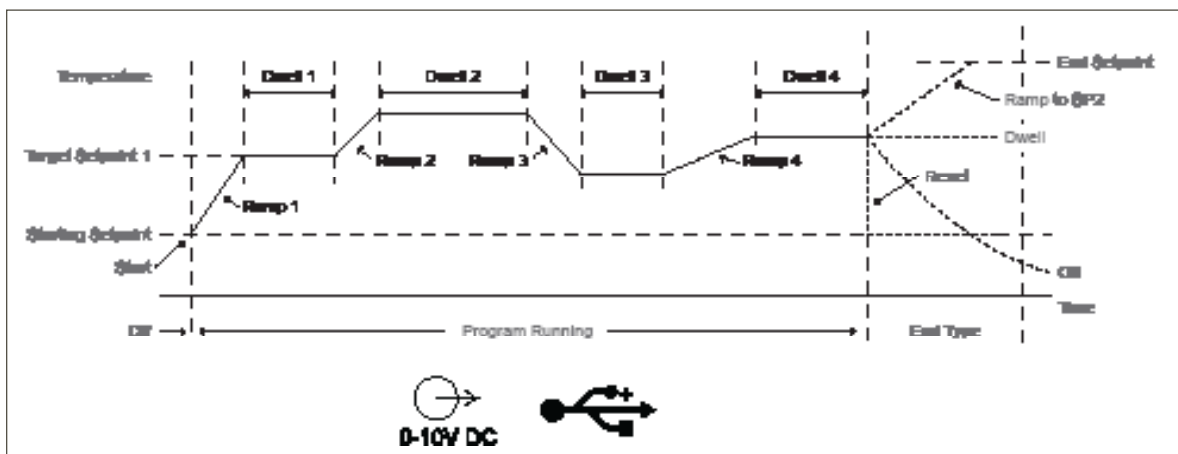 Temperature
Dwell 1
Dwell 2
Dwell 3
Dwell 4
End Setpoint
Ramp to SP2
Dwell
Target Setpoint 1
Ramp 2
Ramp 3
Ramp 4
Reset
Ramp 1
Starting Setpoint
Start
Off
Time
Off
Program Running
End Type
0-10V DC